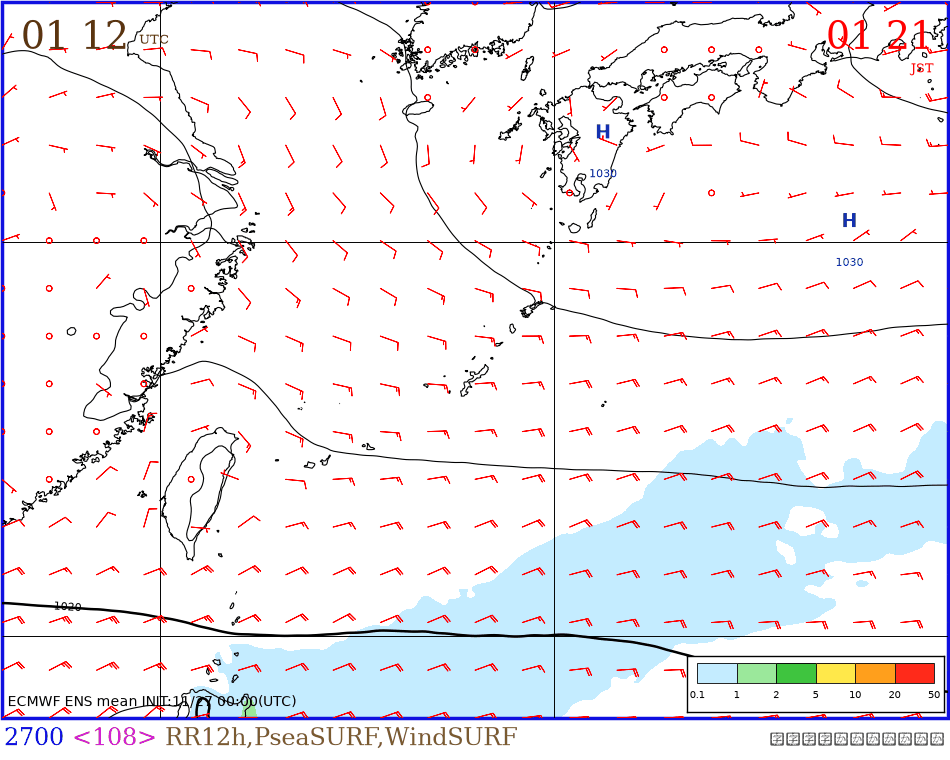 01 12 UTC
01 21
JST
H
1030
H
1030
1020
0.1 1 2 5 10 20 50
ECMWF ENS mean INIT:11/27 00:00(UTC)
2700 <108> RR12h,PseaSURF,WindSURF